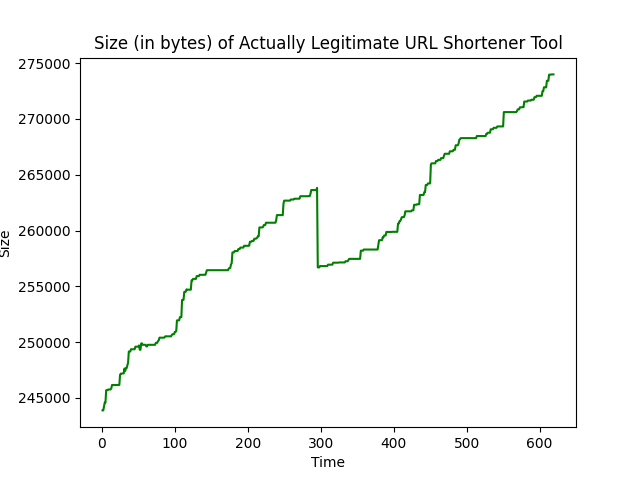 Size (in bytes) of Actually Legitimate URL Shortener Tool
275000
270000
265000
260000
255000
250000
245000
Size
0 100 200 300 400 500 600
Time